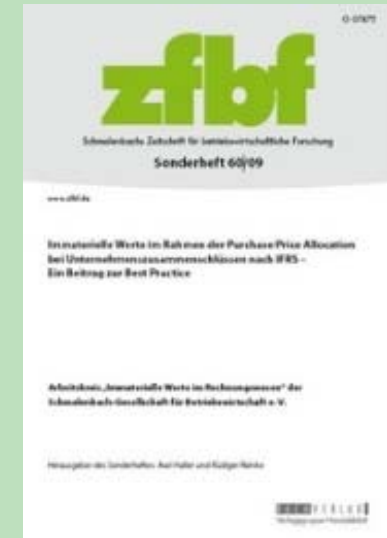 zfbf
Schmalenbachs Zeitschrift für betriebswirtschaftliche Forschung
Sonderheft 60/09
www.zfbf.de
Immaterielle Werte im Rahmen der Purchase Price Allocation
bei Unternehmenszusammenschlüssen nach IFRS –
Ein Beitrag zur Best Practice
Arbeitskreis „Immaterielle Werte im Rechnungswesen“ der
Schmalenbach-Gesellschaft für Betriebswirtschaft e. V.
Herausgeber des Sonderheftes: Axel Haller und Rüdiger